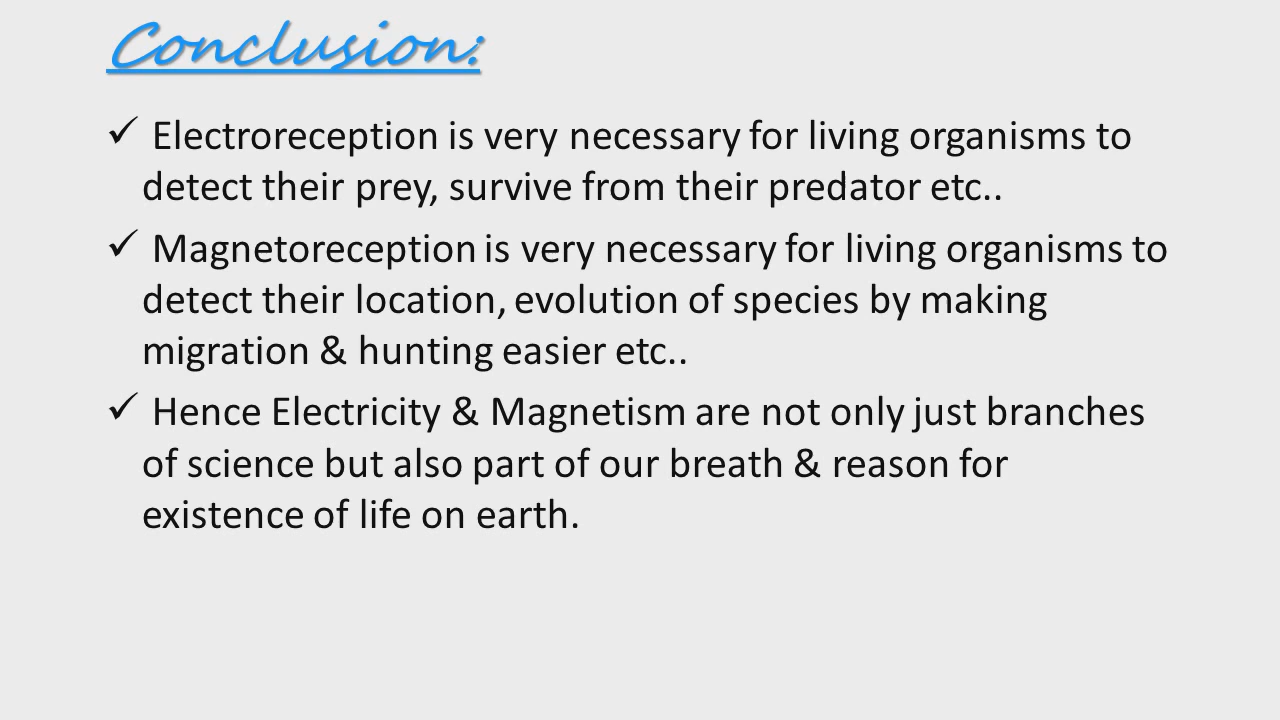 Conclusion:
✓ Electroreception is very necessary for living organisms to
detect their prey, survive from their predator etc..
✓ Magnetoreception is very necessary for living organisms to
detect their location, evolution of species by making
migration & hunting easier etc..
✓ Hence Electricity & Magnetism are not only just branches
of science but also part of our breath & reason for
existence of life on earth.